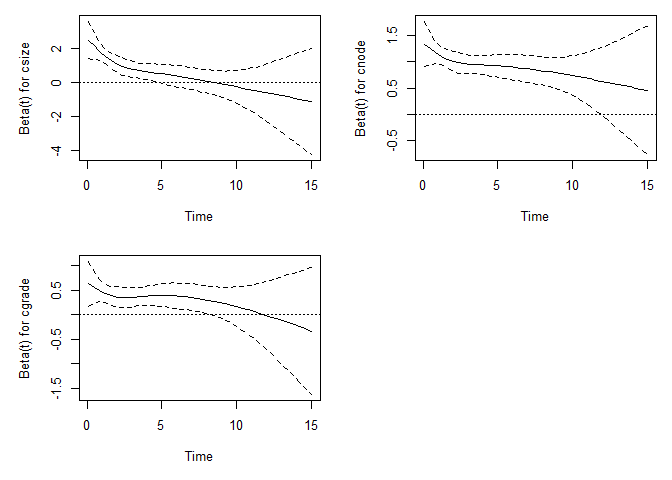 Beta(t) for csize
2
0
-2
-4
0 5 10 15
Time
Beta(t) for cnode
1.5
0.5
-0.5
0 5 10 15
Time
Beta(t) for cgrade
0.5
-0.5
-1.5
0 5 10 15
Time